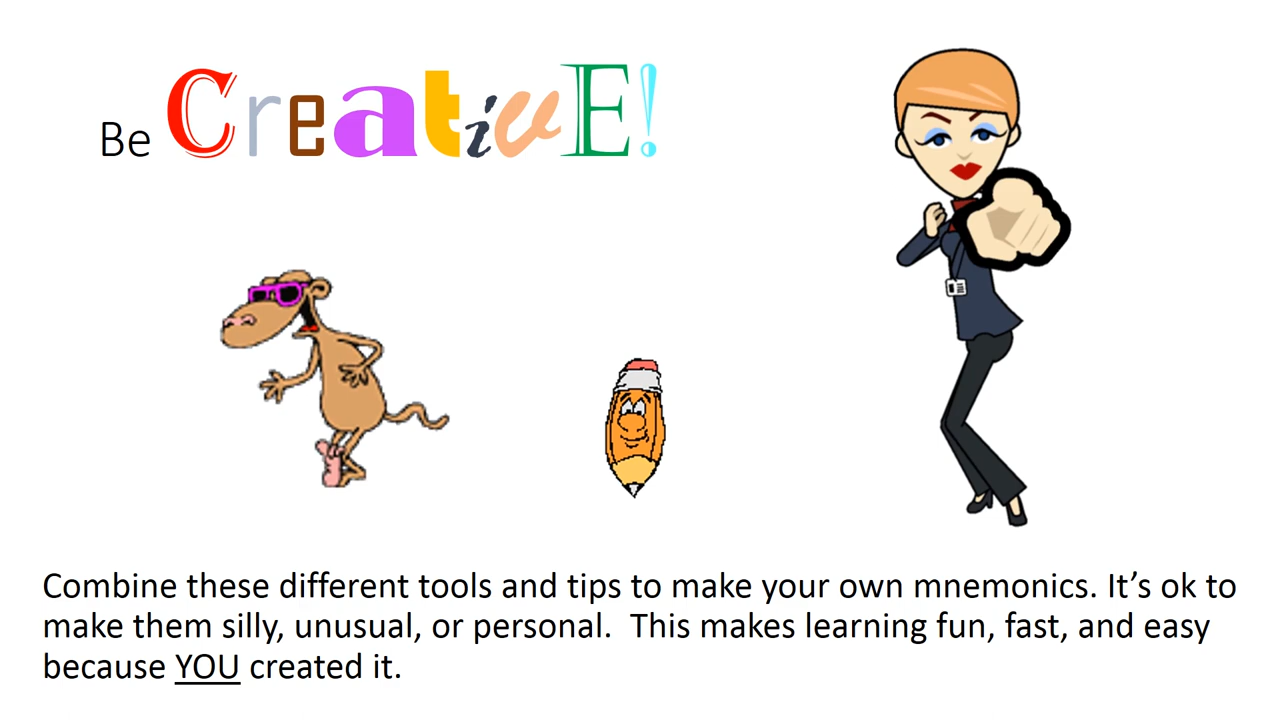 Be CreativE!
Combine these different tools and tips to make your own mnemonics. It’s ok to
make them silly, unusual, or personal.  This makes learning fun, fast, and easy
because YOU created it.